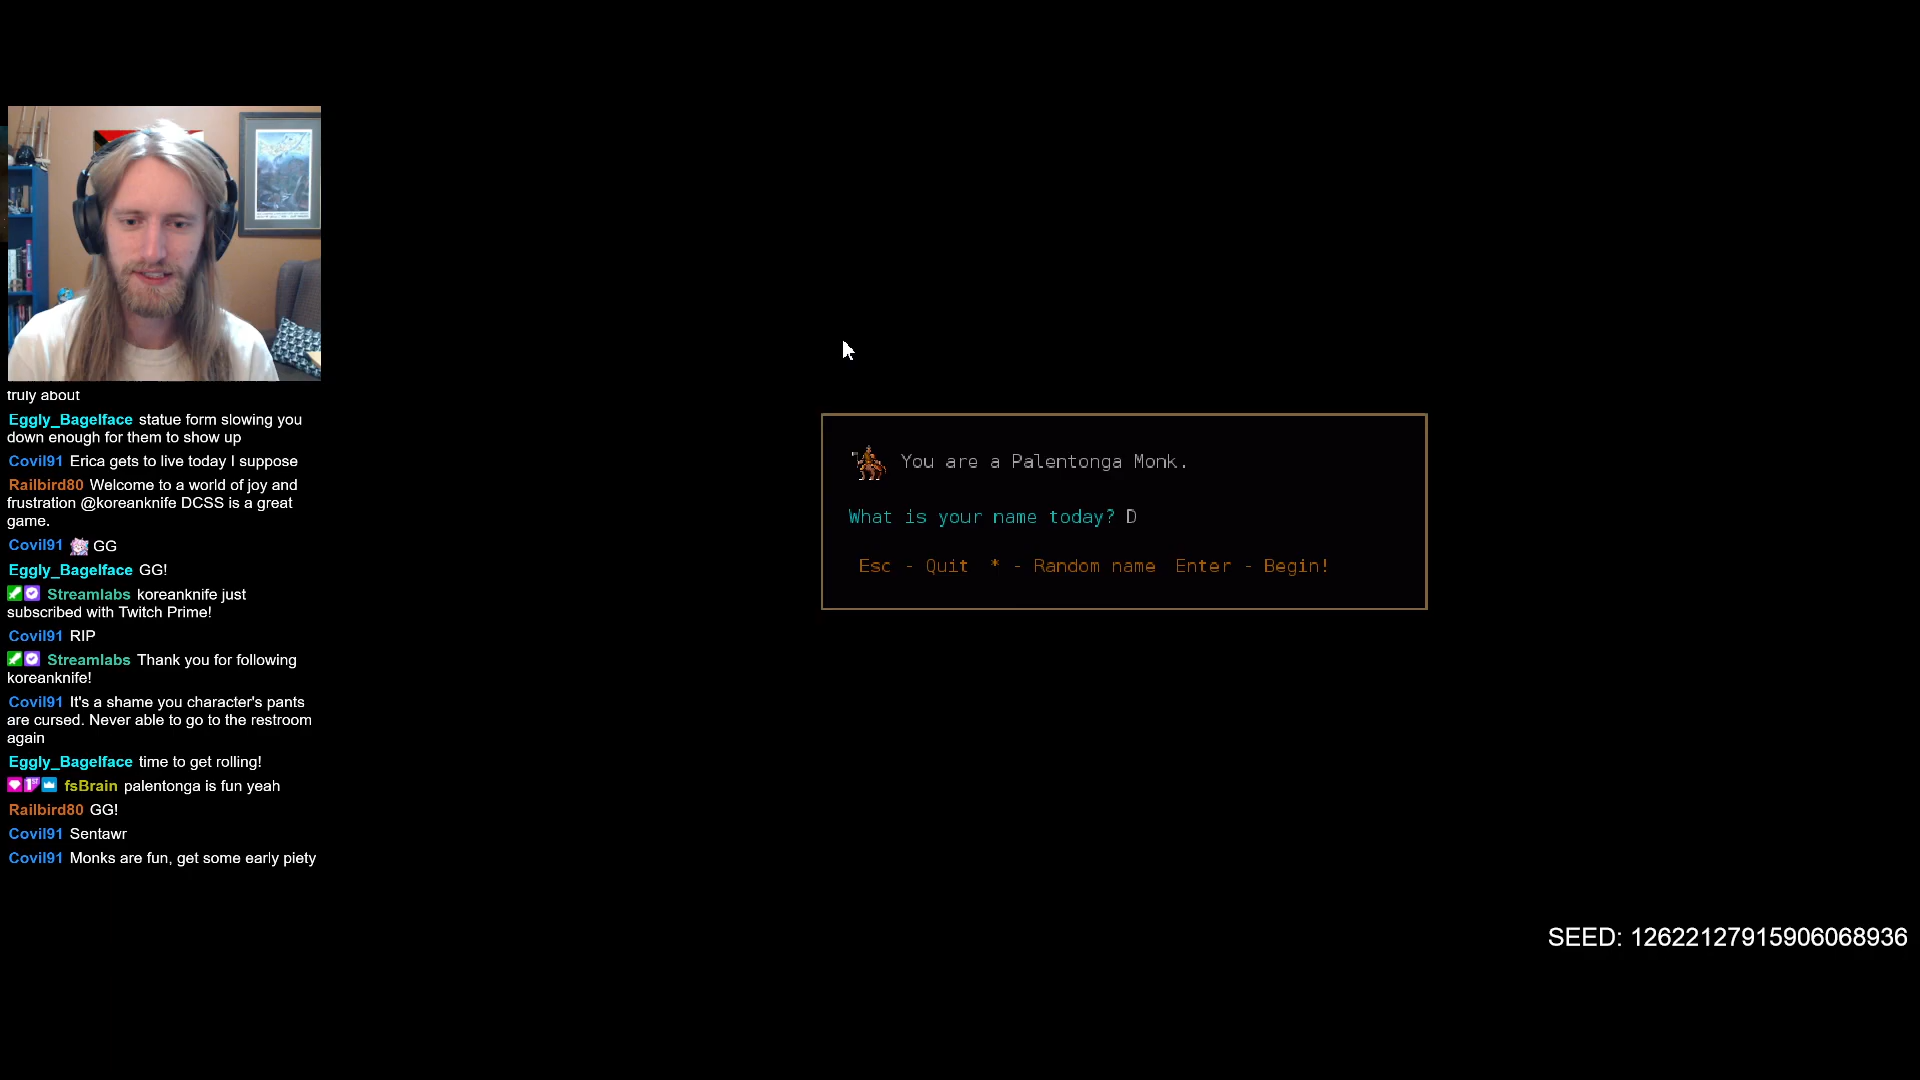 truly about
Eggly_Bagelface statue form slowing you
down enough for them to show up
Covil91 Erica gets to live today I suppose
Railbird80 Welcome to a world of joy and
frustration @koreanknife DCSS is a great
game.
Covil91 GG
Eggly_Bagelface GG!
Streamlabs koreanknife just
subscribed with Twitch Prime!
Covil91 RIP
Streamlabs Thank you for following
koreanknife!
Covil91 It's a shame you character's pants
are cursed. Never able to go to the restroom
again
Eggly_Bagelface time to get rolling!
fsBrain palentonga is fun yeah
Railbird80 GG!
Covil91 Sentawr
Covil91 Monks are fun, get some early piety
You are a Palentonga Monk.
What is your name today? D
Esc - Quit * - Random name Enter - Begin!
SEED: 12622127915906068936